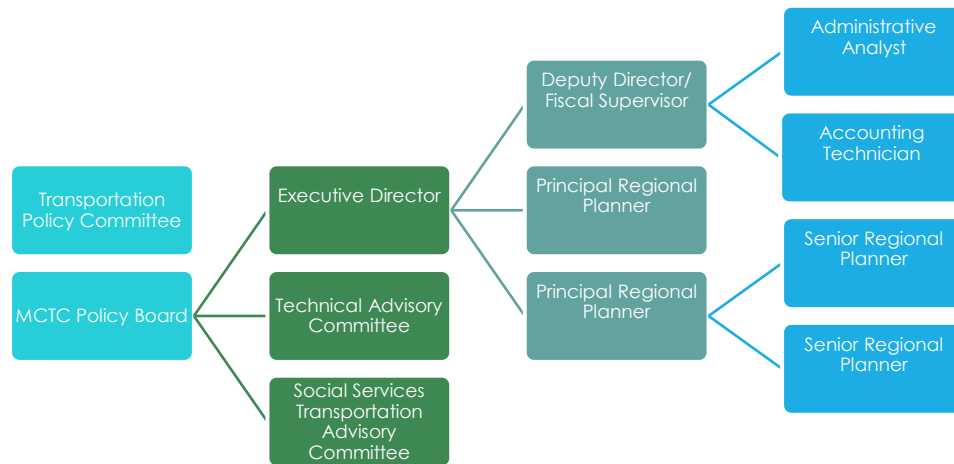 Transportation
Policy Committee
MCTC Policy Board
Executive Director
Technical Advisory
Committee
Social Services
Transportation
Advisory
Committee
Deputy Director/
Fiscal Supervisor
Principal Regional
Planner
Principal Regional
Planner
Administrative
Analyst
Accounting
Technician
Senior Regional
Planner
Senior Regional
Planner